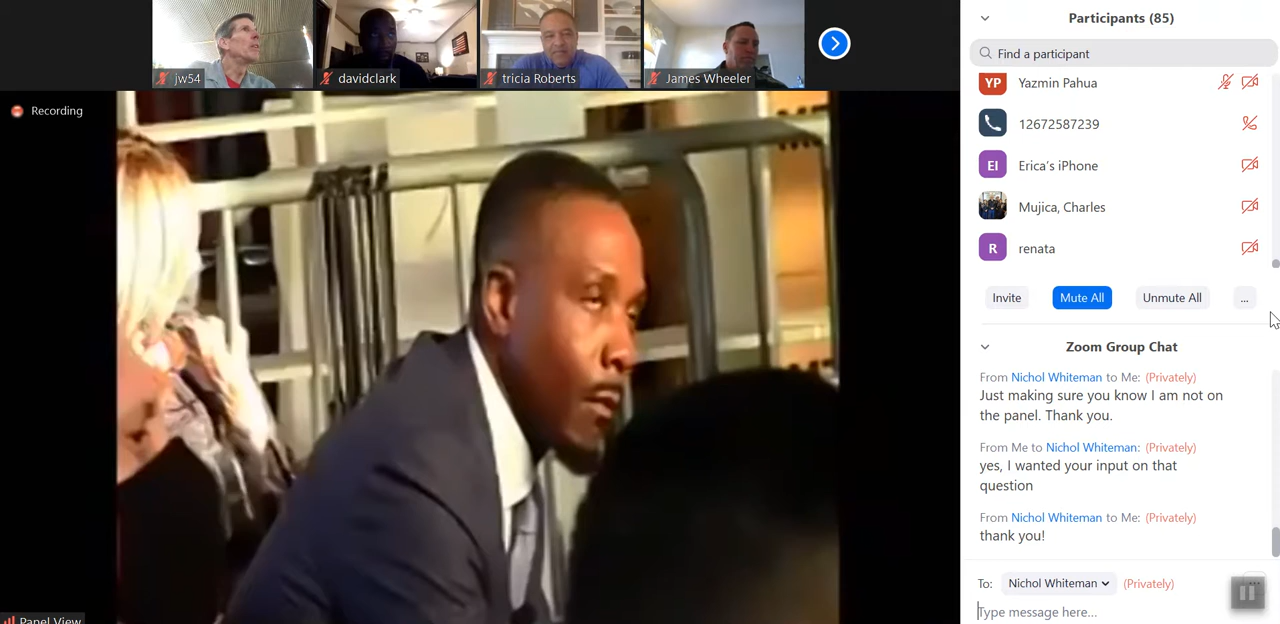 jw54
davidclark
tricia Roberts
James Wheeler
Recording
Panel View
Participants (85)
Find a participant
YP Yazmin Pahua
12672587239
EI Erica's iPhone
Mujica, Charles
R renata
Invite Mute All Unmute All ...
Zoom Group Chat
From Nichol Whiteman to Me: (Privately)
Just making sure you know I am not on
the panel. Thank you.
From Me to Nichol Whiteman: (Privately)
yes, I wanted your input on that
question
From Nichol Whiteman to Me: (Privately)
thank you!
To: Nichol Whiteman (Privately)
Type message here...